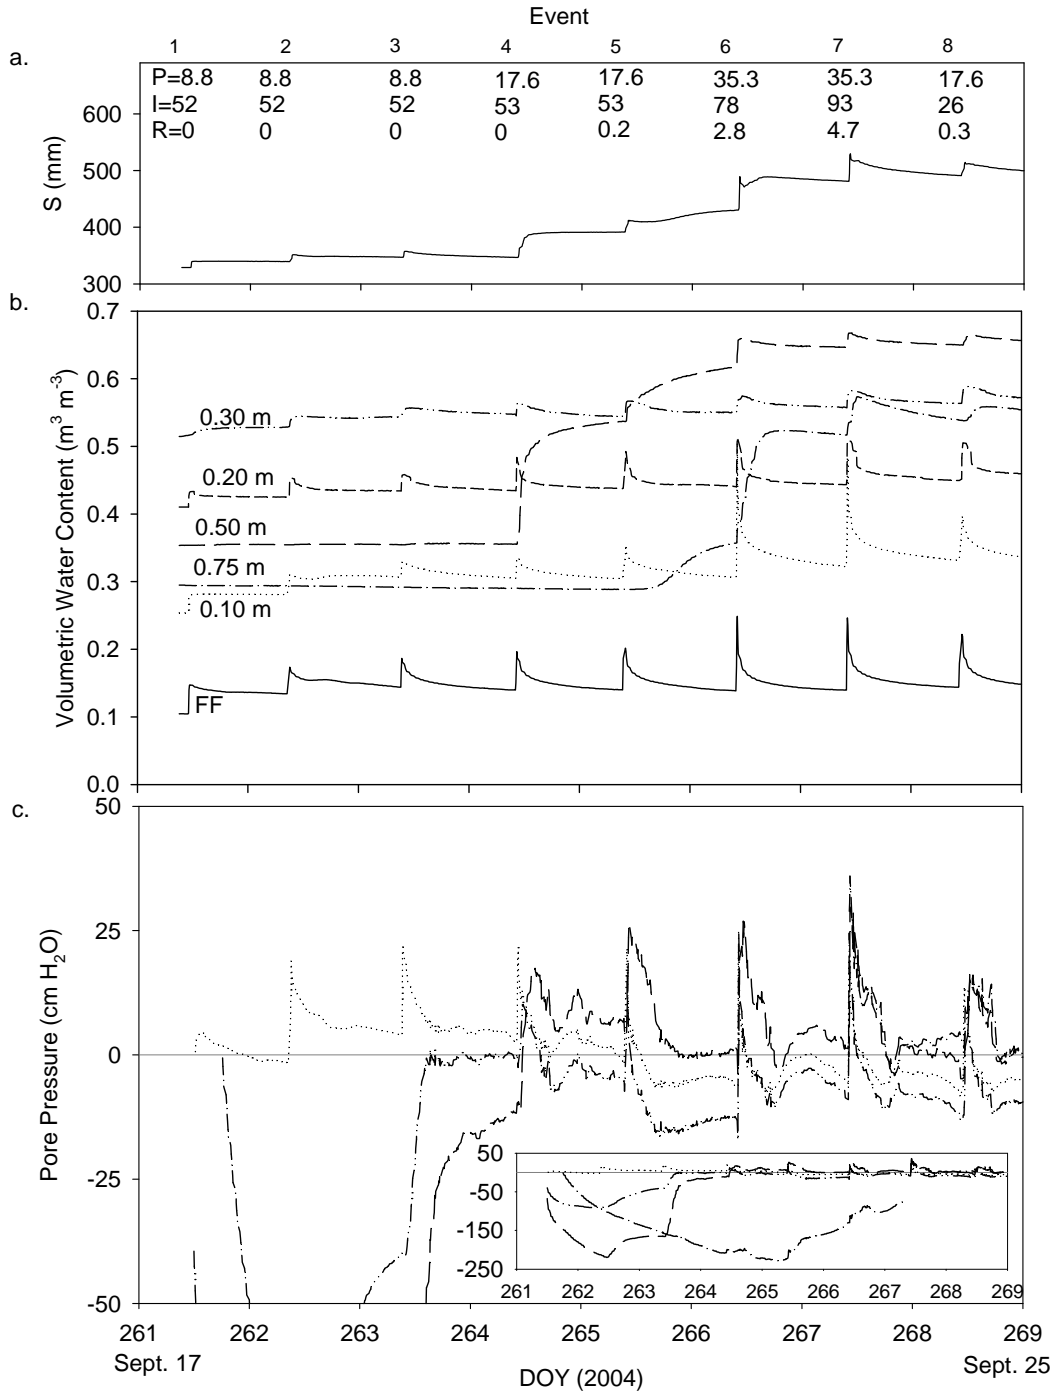 Event
1 2 3 4 5 6 7 8
a.
P=8.8 8.8 8.8 17.6 17.6 35.3 35.3 17.6
I=52 52 52 53 53 78 93 26
R=0 0 0 0 0.2 2.8 4.7 0.3
S (mm)
600
500
400
300
b.
Volumetric Water Content (m³ m⁻³)
0.7
0.6
0.5
0.4
0.3
0.2
0.1
0.0
0.30 m
0.20 m
0.50 m
0.75 m
0.10 m
FF
c.
Pore Pressure (cm H₂O)
50
25
0
-25
-50
50
-50
-150
-250
261 262 263 264 265 266 267 268 269
261 262 263 264 265 266 267 268 269
Sept. 17
DOY (2004)
Sept. 25